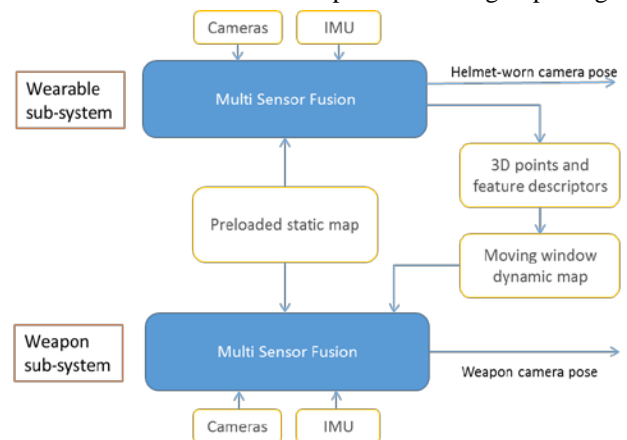 Cameras
IMU
Helmet-worn camera pose
Wearable
sub-system
Multi Sensor Fusion
3D points and
feature descriptors
Preloaded static map
Moving window
dynamic map
Weapon
sub-system
Multi Sensor Fusion
Weapon camera pose
Cameras
IMU